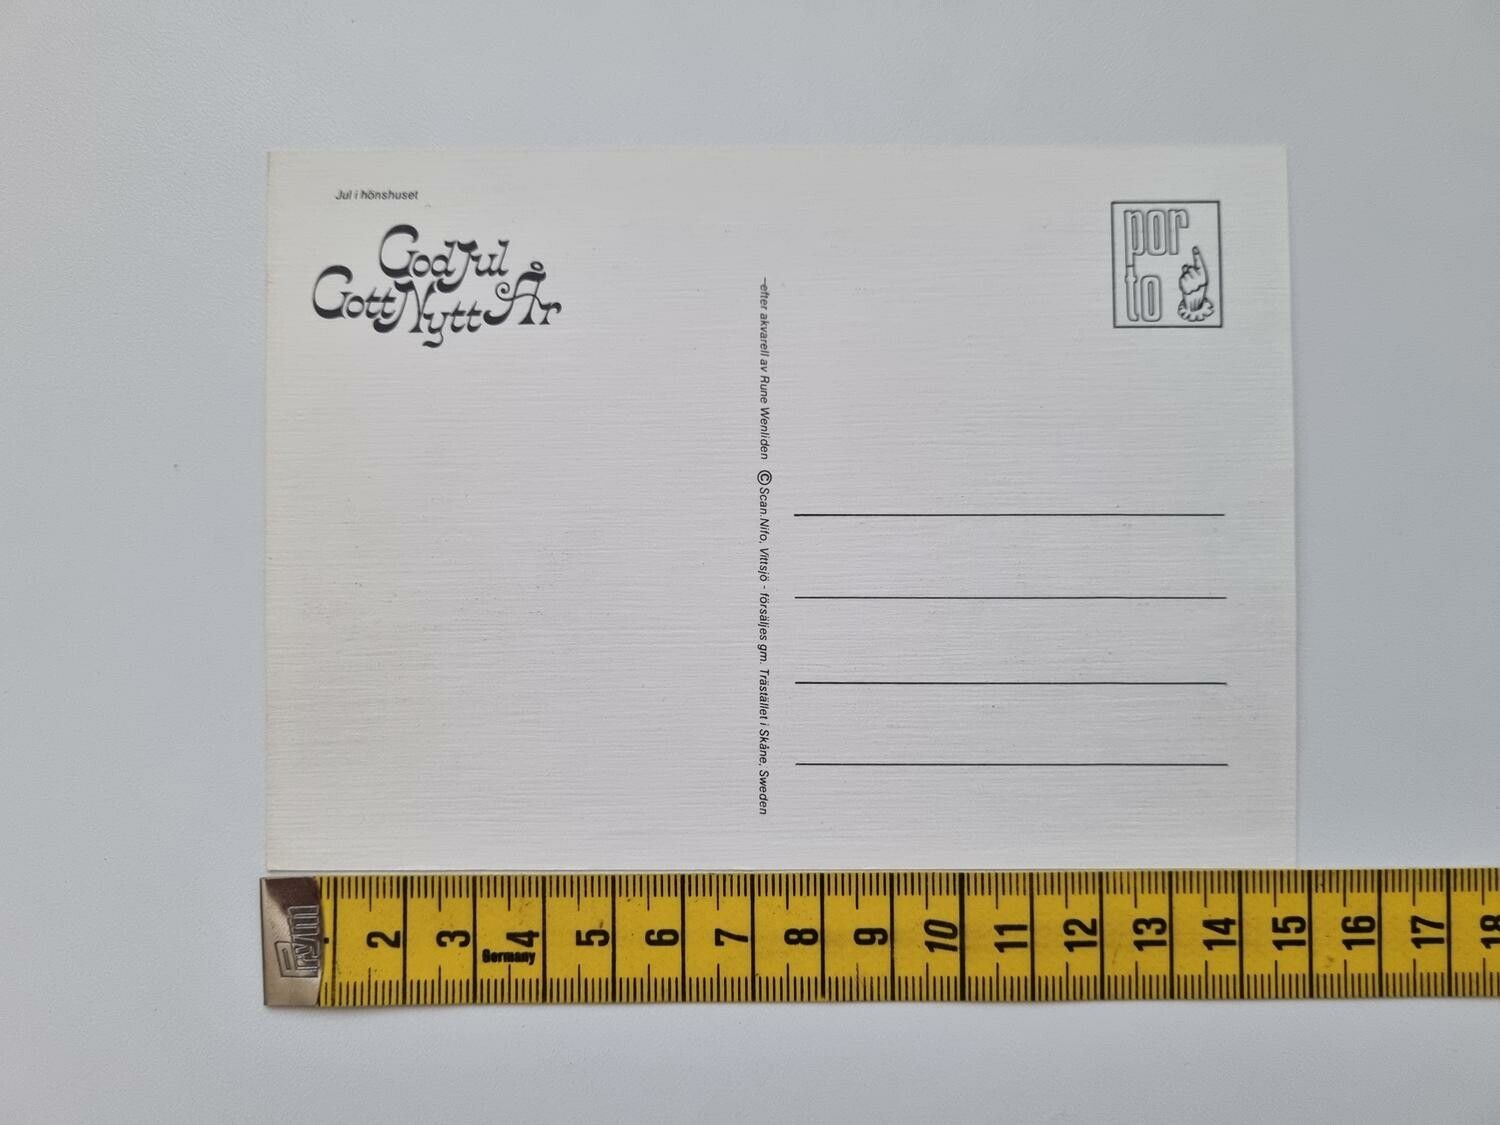 Jul i hönshuset
God Jul
Gott Nytt År
por
to
—efter akvarell av Rune Wenliden © Scan.Nifo, Vittsjö - försäljes gm. Trästället i Skåne, Sweden
Prym
2 3 4 5 6 7 8 9 10 11 12 13 14 15 16 17 18
Germany